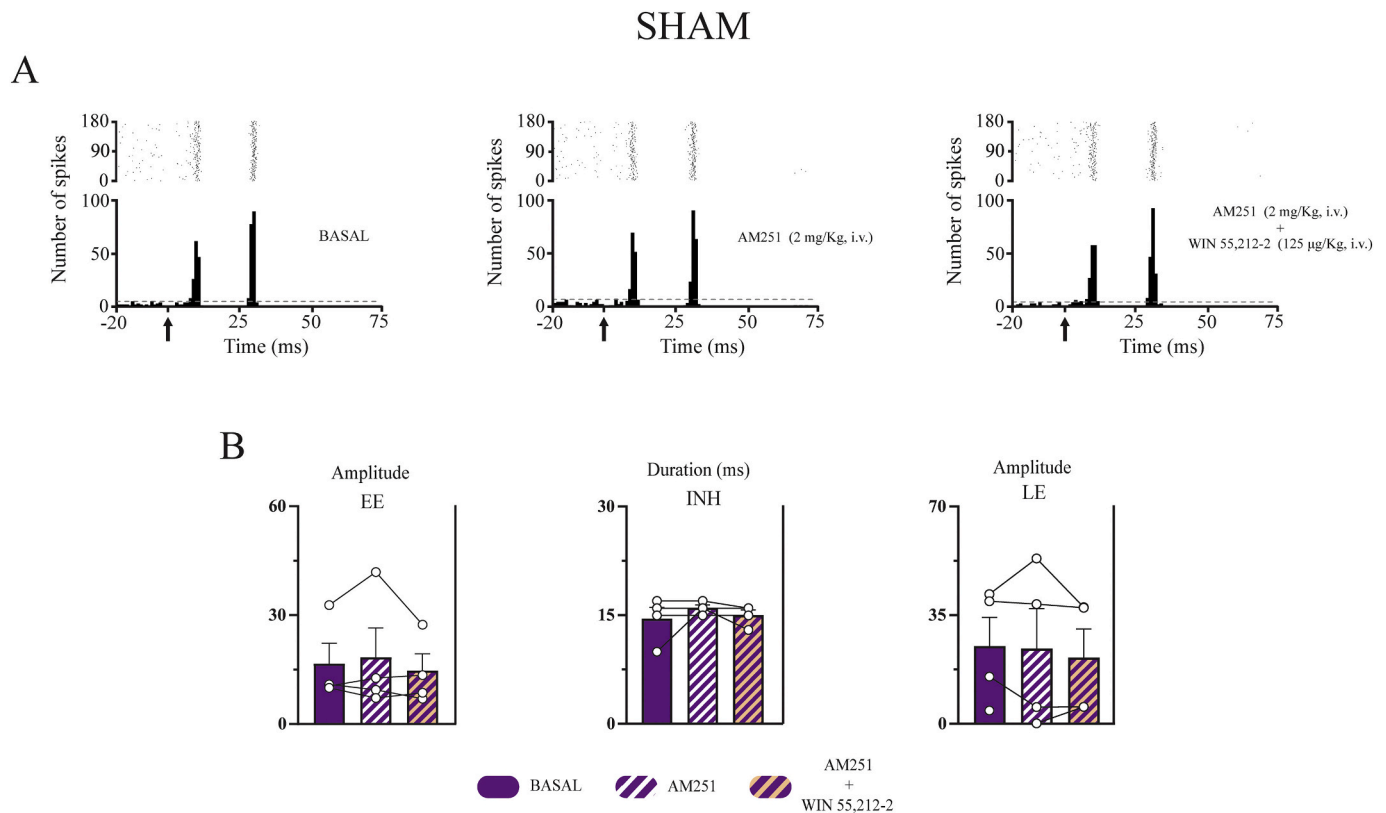 SHAM
A
Number of spikes
180
90
0
100
50
0
-20
25
50
75
Time (ms)
BASAL
Number of spikes
180
90
0
100
50
0
-20
25
50
75
Time (ms)
AM251 (2 mg/Kg, i.v.)
Number of spikes
180
90
0
100
50
0
-20
25
50
75
Time (ms)
AM251 (2 mg/Kg, i.v.)
+
WIN 55,212-2 (125 µg/Kg, i.v.)
B
Amplitude
EE
60
30
0
Duration (ms)
INH
30
15
0
Amplitude
LE
70
35
0
BASAL
AM251
AM251
+
WIN 55,212-2